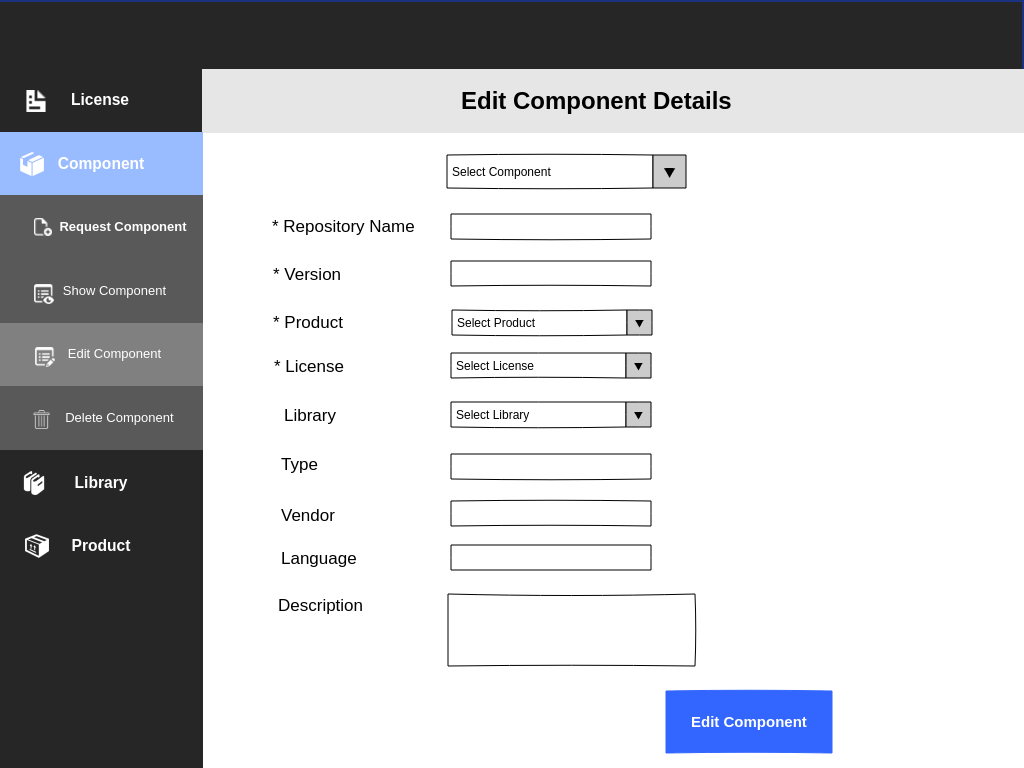 License
Component
Request Component
Show Component
Edit Component
Delete Component
Library
Product
Edit Component Details
Select Component
* Repository Name
* Version
* Product Select Product
* License Select License
Library Select Library
Type
Vendor
Language
Description
Edit Component